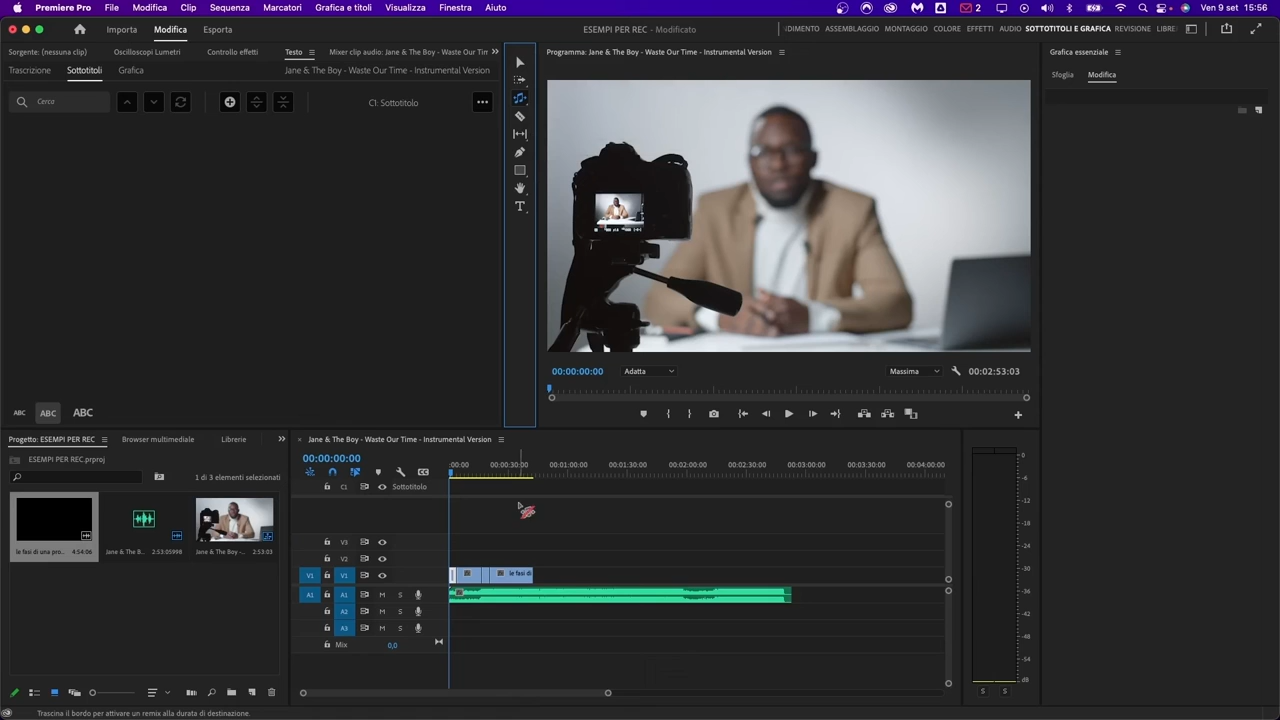 Premiere Pro File Modifica Clip Sequenza Marcatori Grafica e titoli Visualizza Finestra Aiuto
2 Ven 9 set 15:56
Importa Modifica Esporta
ESEMPI PER REC - Modificato
DIMENTO ASSEMBLAGGIO MONTAGGIO COLORE EFFETTI AUDIO SOTTOTITOLI E GRAFICA REVISIONE LIBRE
Sorgente: (nessuna clip) Oscilloscopi Lumetri Controllo effetti Testo Mixer clip audio: Jane & The Boy - Waste Our Tim
Programma: Jane & The Boy - Waste Our Time - Instrumental Version
Grafica essenziale
Trascrizione Sottotitoli Grafica
Jane & The Boy - Waste Our Time - Instrumental Version
Sfoglia Modifica
Cerca
C1: Sottotitolo
T
00:00:00:00 Adatta Massima 00:02:53:03
ABC ABC ABC
Progetto: ESEMPI PER REC Browser multimediale Librerie
Jane & The Boy - Waste Our Time - Instrumental Version
ESEMPI PER REC prproj
00:00:00:00
1 di 3 elementi selezionati
:00:00 00:00:30:00 00:01:00:00 00:01:30:00 00:02:00:00 00:02:30:00 00:03:00:00 00:03:30:00 00:04:00:00
C1 Sottotitolo
V3
V2
V1 V1 le fasi di
A1 A1 M S
A2 M S
A3 M S
Mix 0,0
le fasi di una pro... 4:54:06
Jane & The B... 2:53:05998
Jane & The Boy -... 2:53:03
0
-6
-12
-18
-24
-30
-36
-42
-48
-54
dB
S S
Trascina il bordo per attivare un remix alla durata di destinazione.